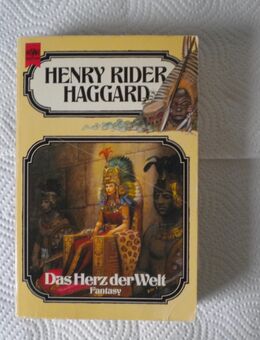 HENRY RIDER
HAGGARD
Das Herz der Welt
Fantasy